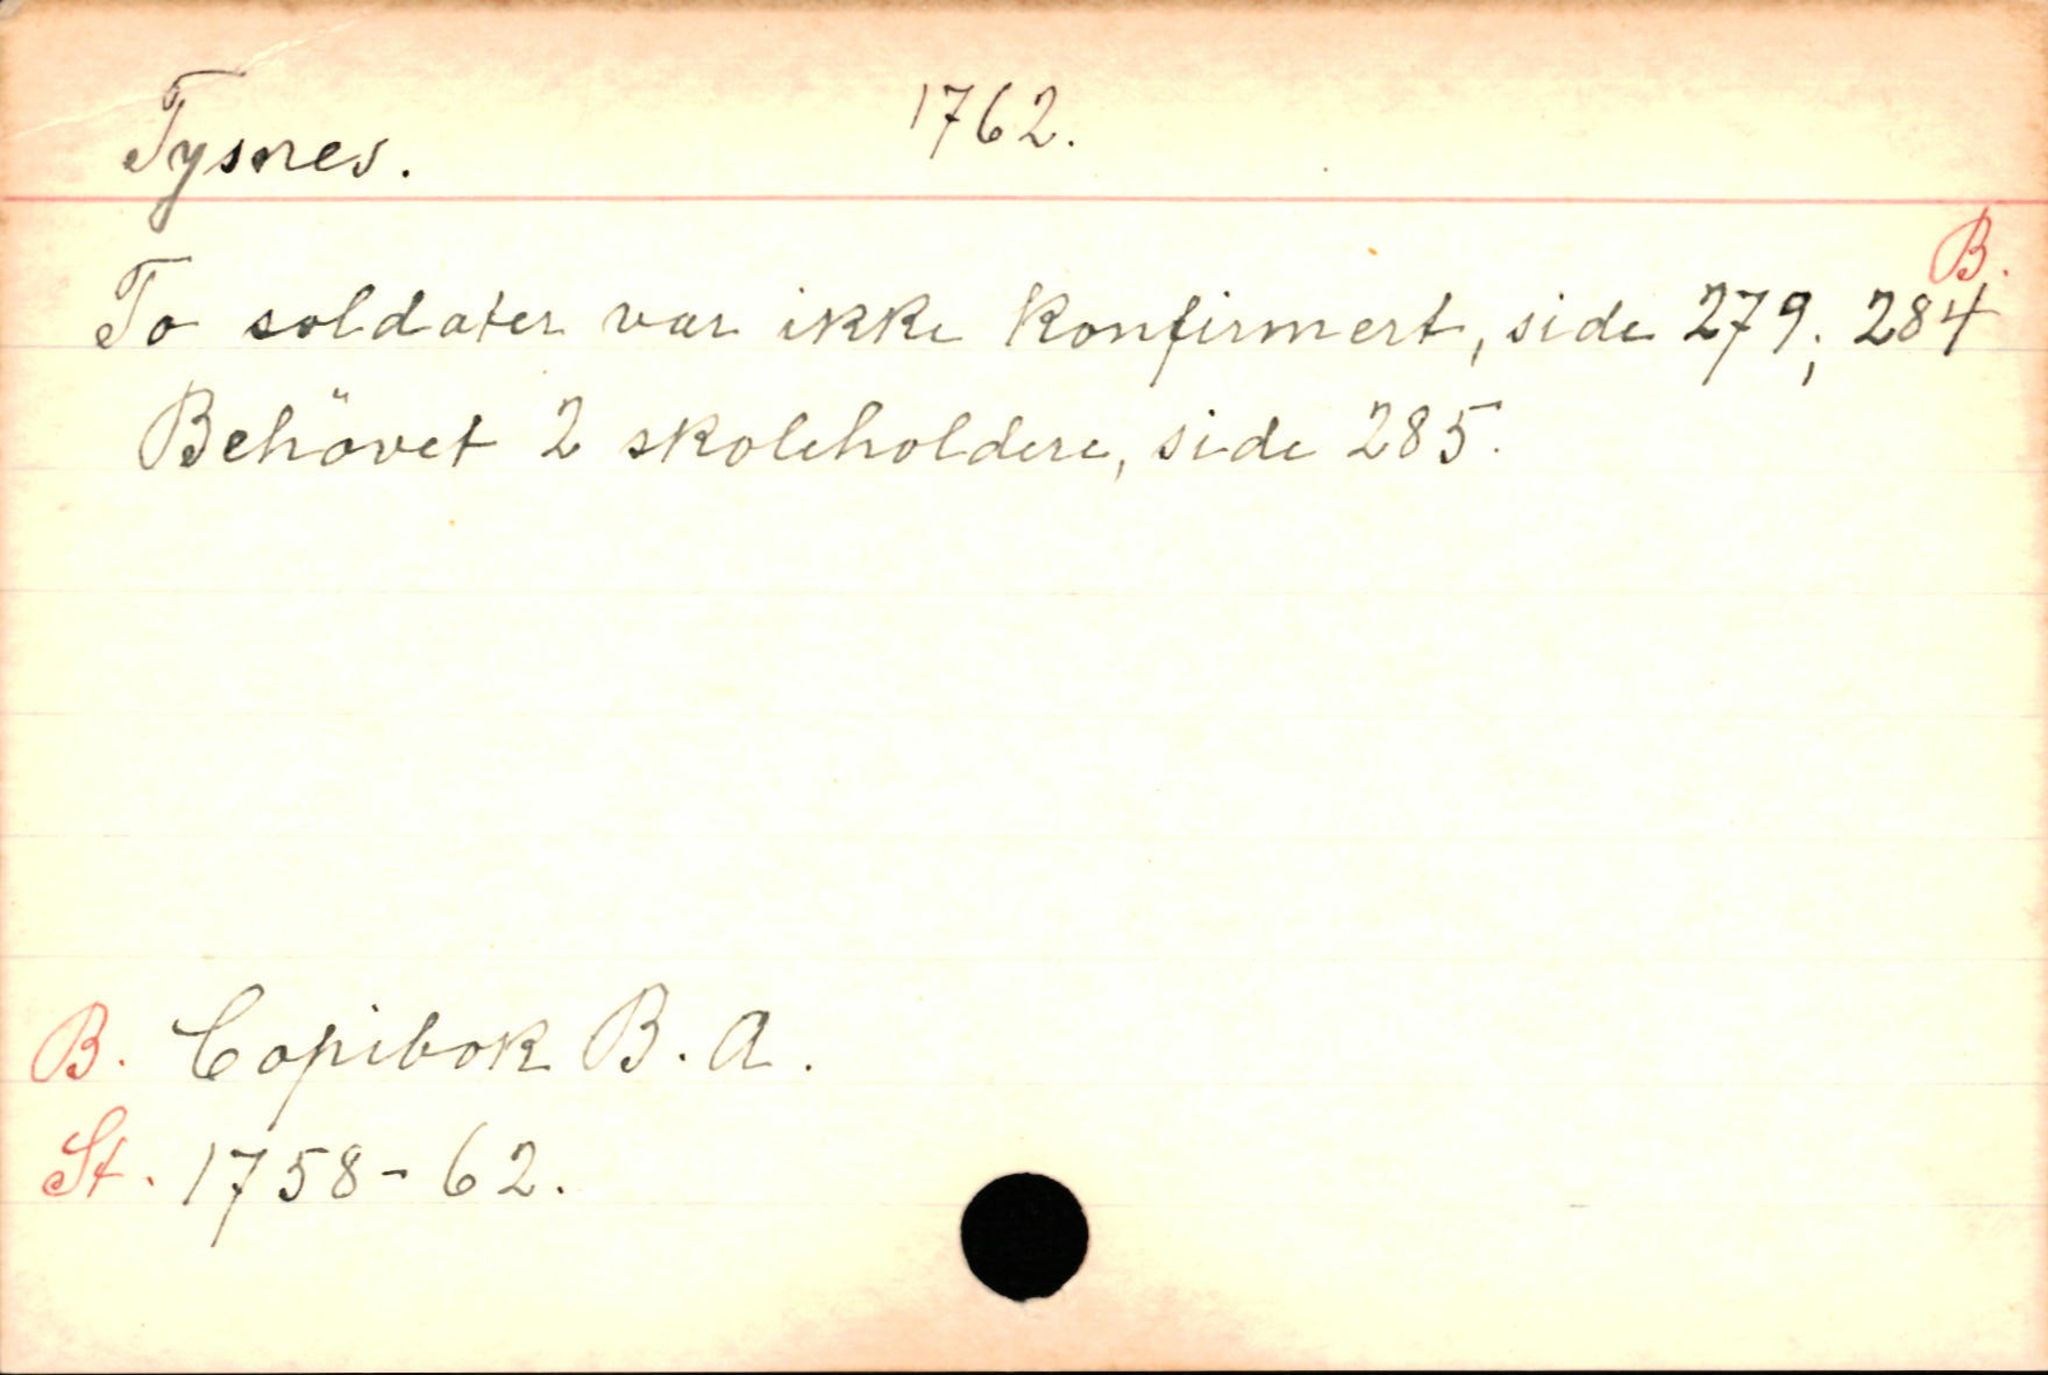 Tysnes. 1762.
B.
To soldater var ikke konfirmert, side 279; 284
Behövet 2 skoleholdere, side 285.
B. Copibok B. A.
St. 1758-62.